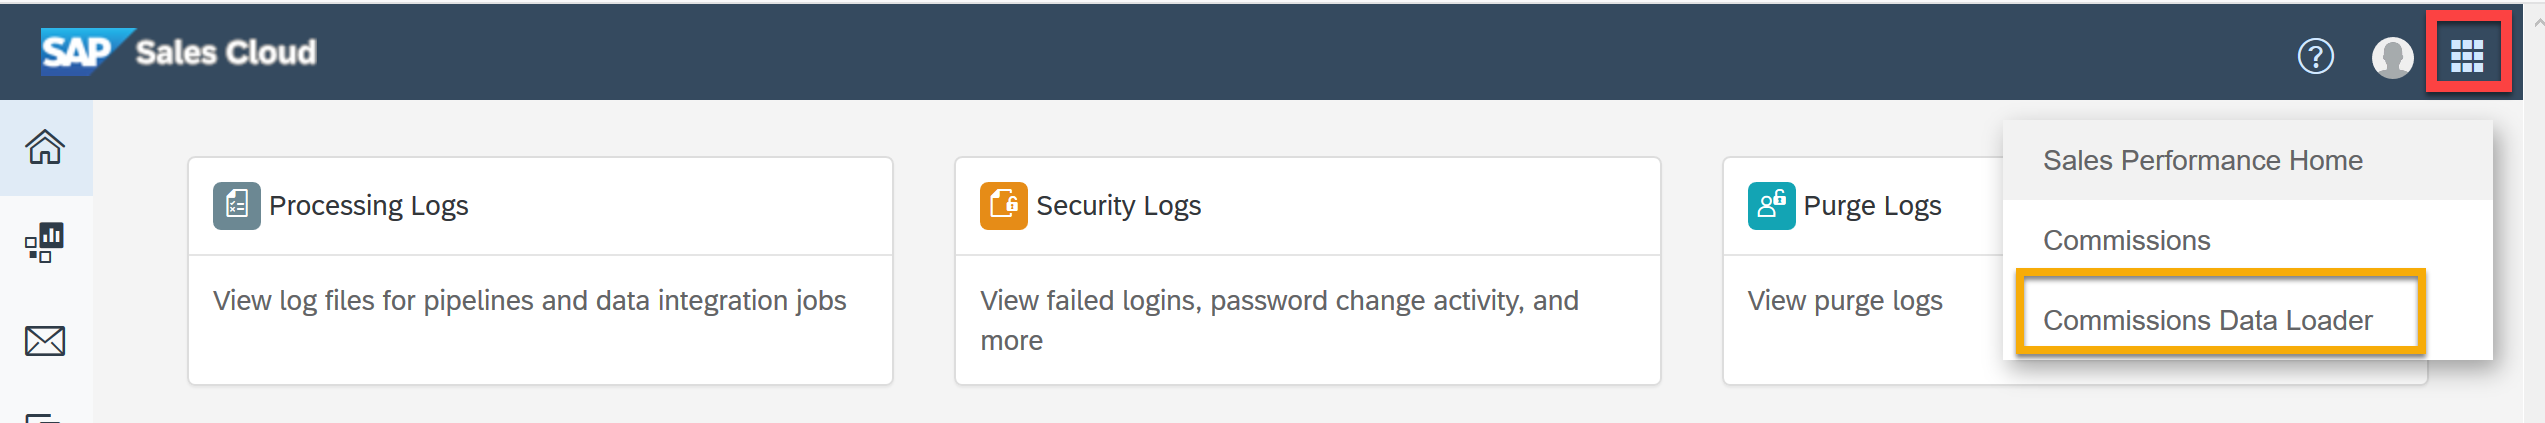 SAP Sales Cloud
?
Processing Logs
View log files for pipelines and data integration jobs
Security Logs
View failed logins, password change activity, and
more
Purge Logs
View purge logs
Sales Performance Home
Commissions
Commissions Data Loader